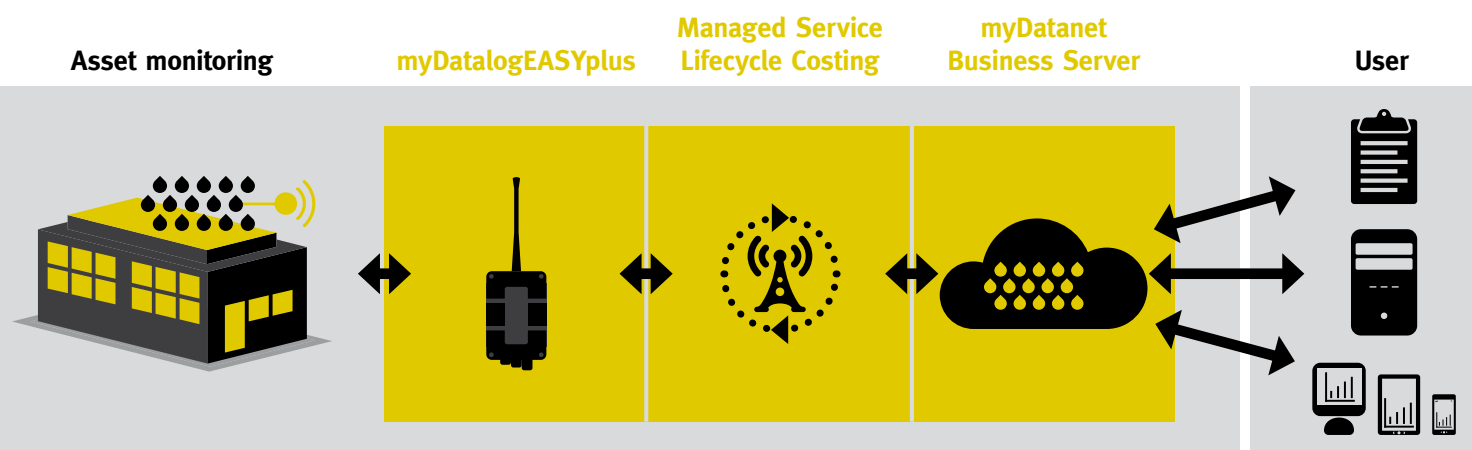 Asset monitoring
myDatalogEASYplus
Managed Service
Lifecycle Costing
myDatanet
Business Server
User